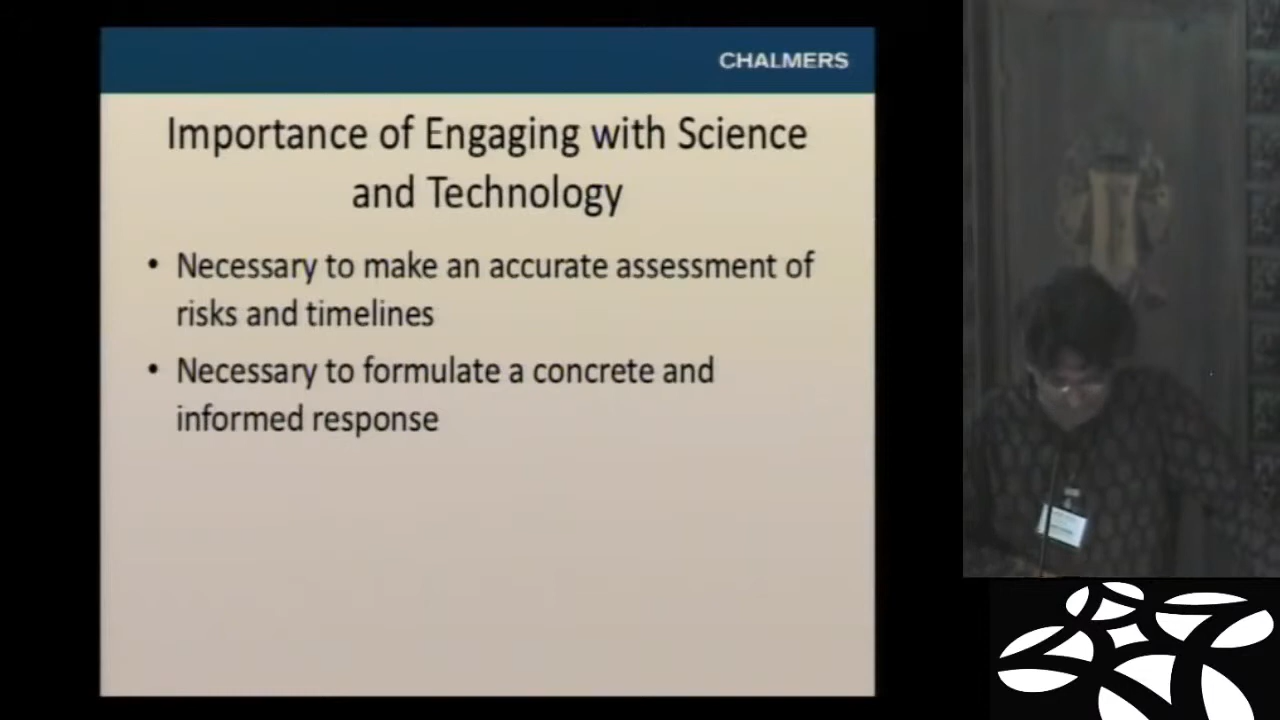 CHALMERS
Importance of Engaging with Science
and Technology
• Necessary to make an accurate assessment of
risks and timelines
• Necessary to formulate a concrete and
informed response